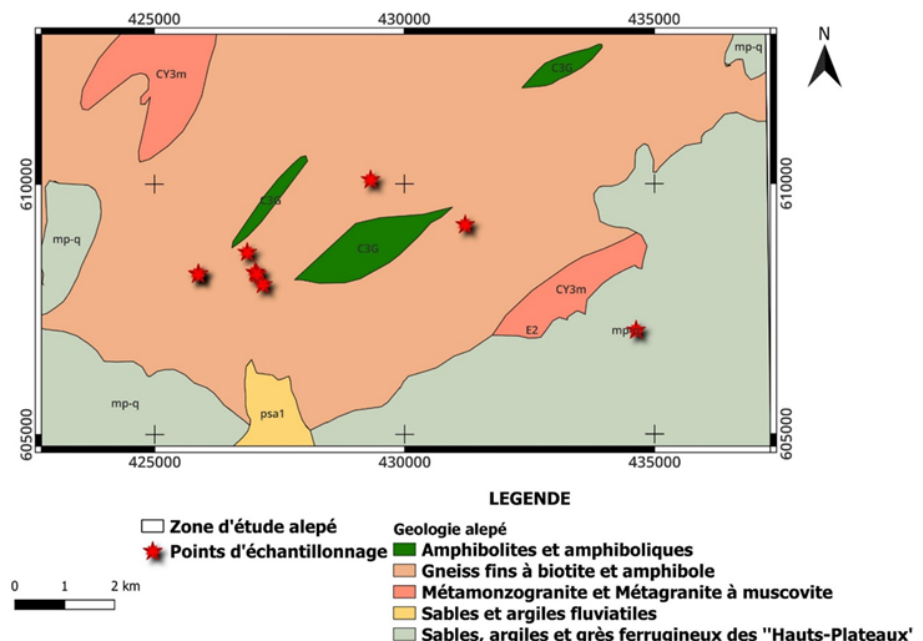 425000 430000 435000
N
mp-q
CY3m
C3G
610000 610000
C3G
mp-q
C3G
CY3m
E2
mp-q
psa1
605000 605000
425000 430000 435000
LEGENDE
Zone d'étude alepé
Points d'échantillonnage
Geologie alepé
Amphibolites et amphiboliques
Gneiss fins à biotite et amphibole
Métamonzogranite et Métagranite à muscovite
Sables et argiles fluviatiles
Sables, argiles et grès ferrugineux des "Hauts-Plateaux"
0 1 2 km